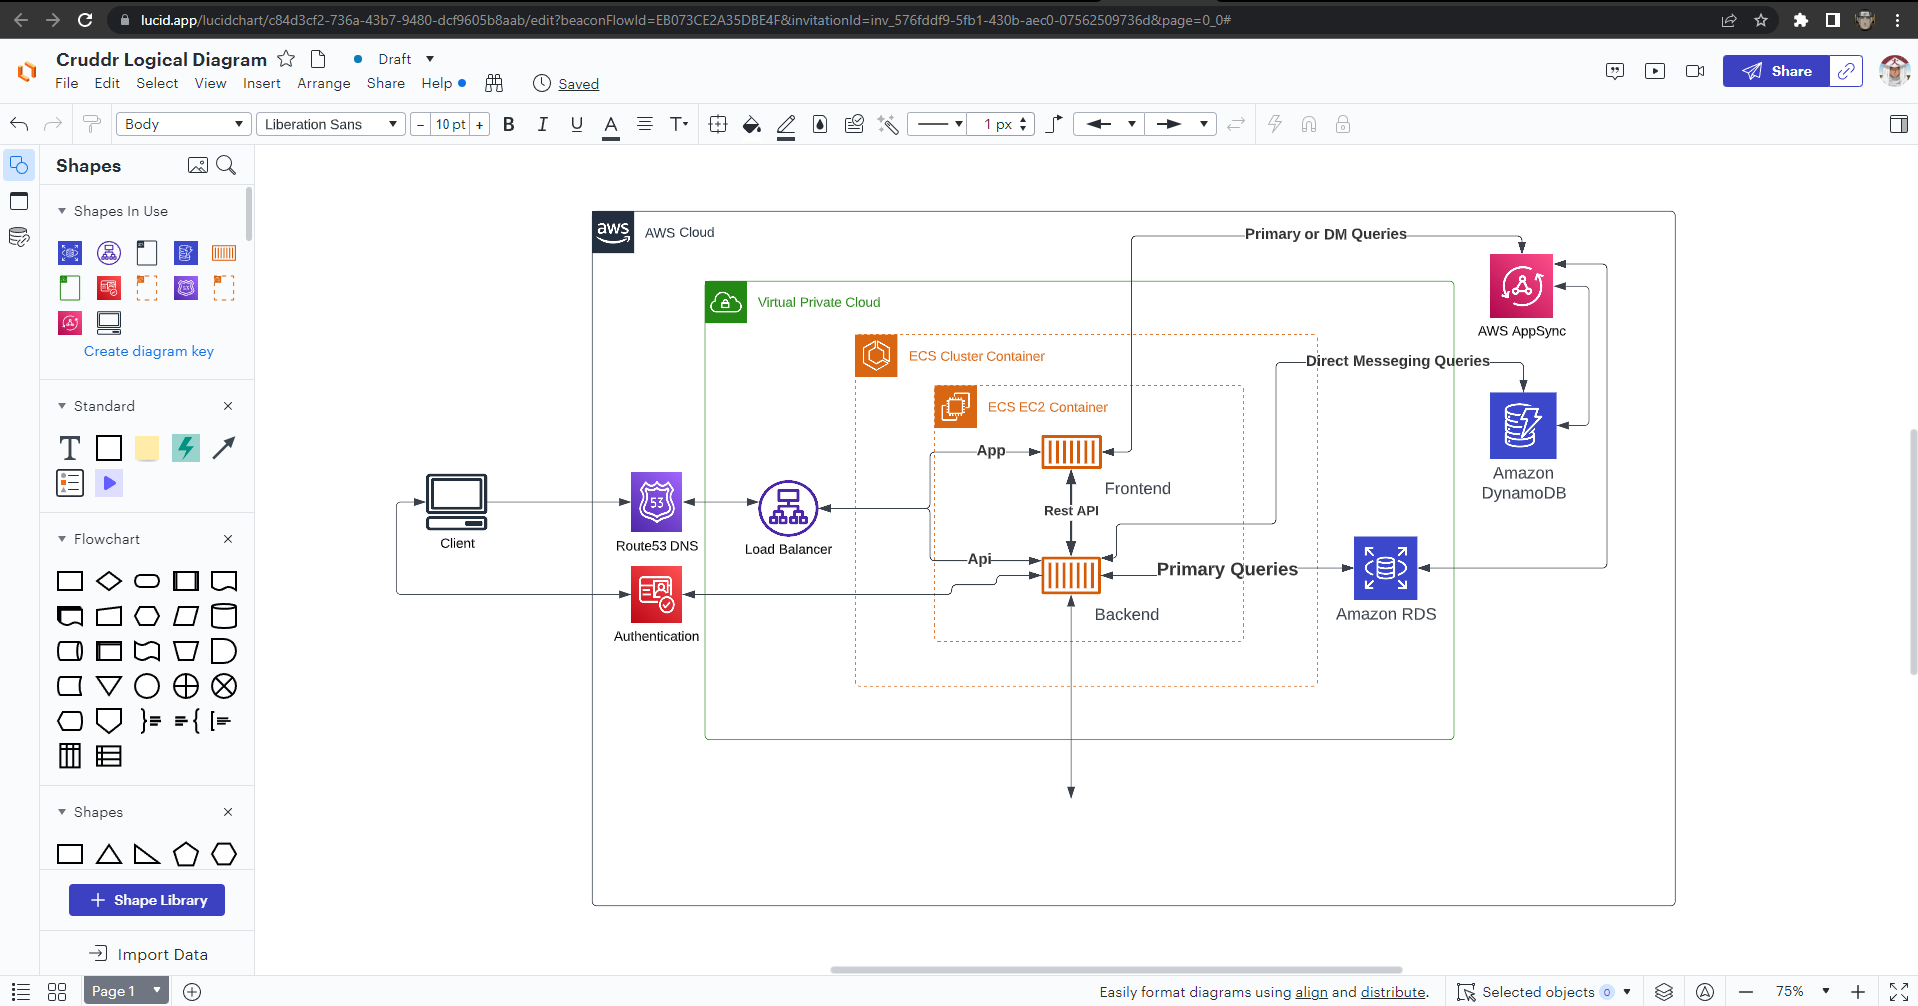 lucid.app/lucidchart/c84d3cf2-736a-43b7-9480-dcf9605b8aab/edit?beaconFlowId=EB073CE2A35DBE4F&invitationId=inv_576fddf9-5fb1-430b-aec0-07562509736d&page=0_0#
Cruddr Logical Diagram
Draft
File Edit Select View Insert Arrange Share Help
Saved
Share
Body
Liberation Sans
- 10 pt +
B I U A T
1 px
Shapes
Shapes In Use
Create diagram key
Standard
T
Flowchart
Shapes
+ Shape Library
Import Data
aws
AWS Cloud
Primary or DM Queries
Virtual Private Cloud
AWS AppSync
ECS Cluster Container
Direct Messeging Queries
ECS EC2 Container
App
Amazon
DynamoDB
Frontend
53
Rest API
Client
Route53 DNS
Load Balancer
Api
Primary Queries
Backend
Amazon RDS
Authentication
Page 1
Easily format diagrams using align and distribute.
Selected objects 0
75%